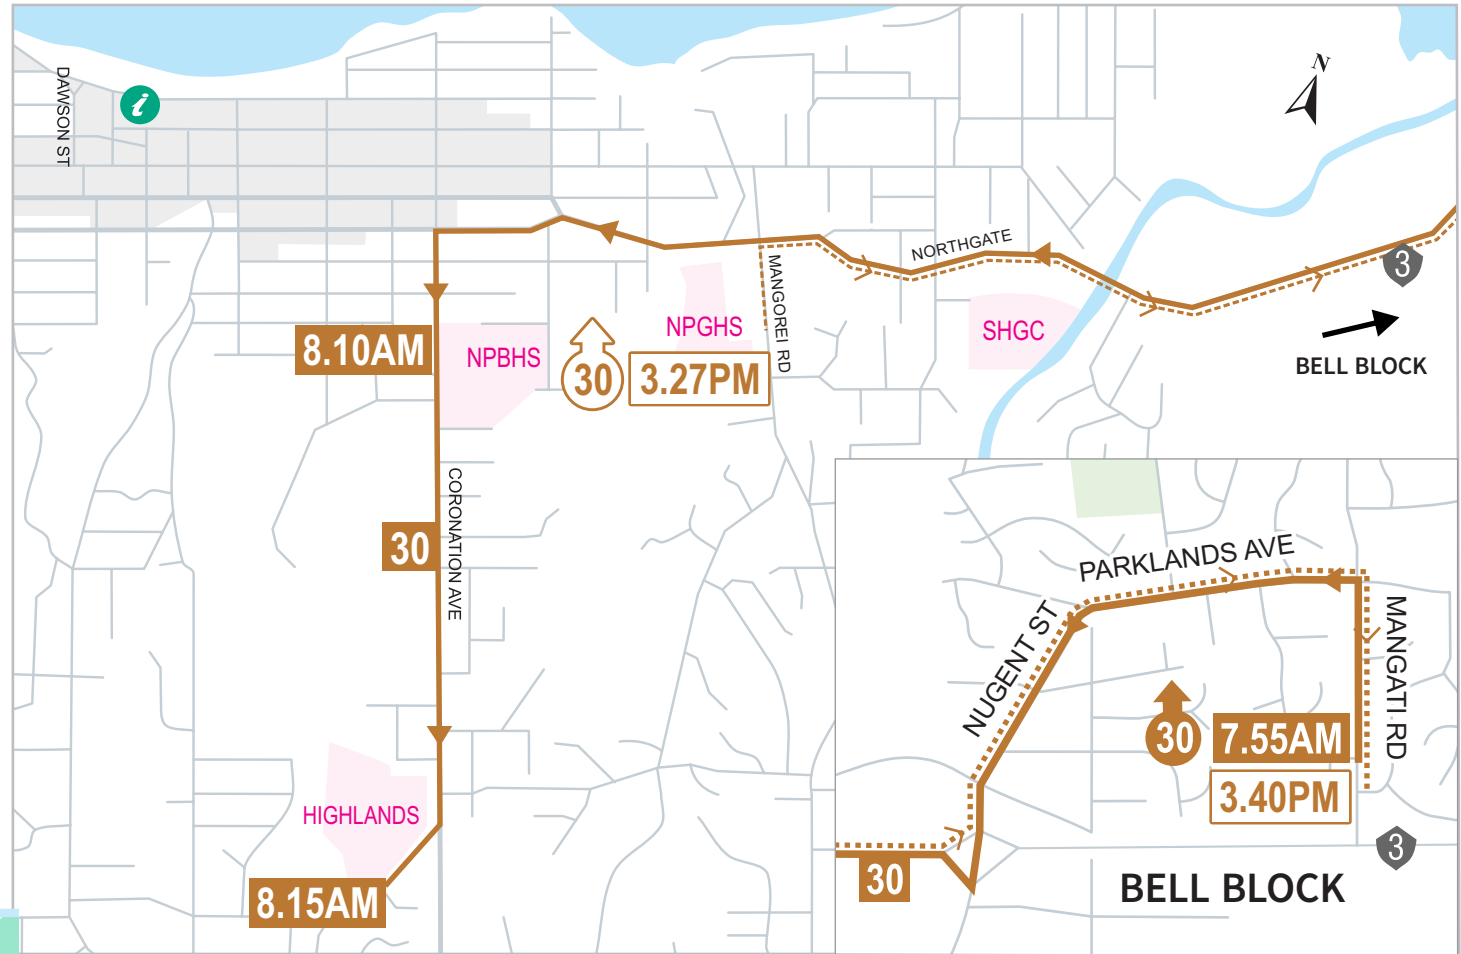 DAWSON ST
i
N
NORTHGATE
MANGOREI RD
3
BELL BLOCK
8.10AM
NPBHS
30
3.27PM
NPGHS
SHGC
CORONATION AVE
30
HIGHLANDS
8.15AM
PARKLANDS AVE
NUGENT ST
MANGATI RD
30
7.55AM
3.40PM
30
3
BELL BLOCK